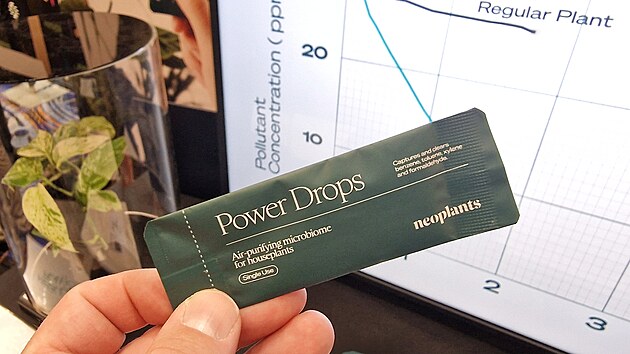 Regular Plant
20
10
Pollutant
Concentration ( ppm
2
3
Power Drops
Captures and clears
benzene, toluene, xylene
and formaldehyde.
Air-purifying microbiome
for houseplants
Single Use
neoplants